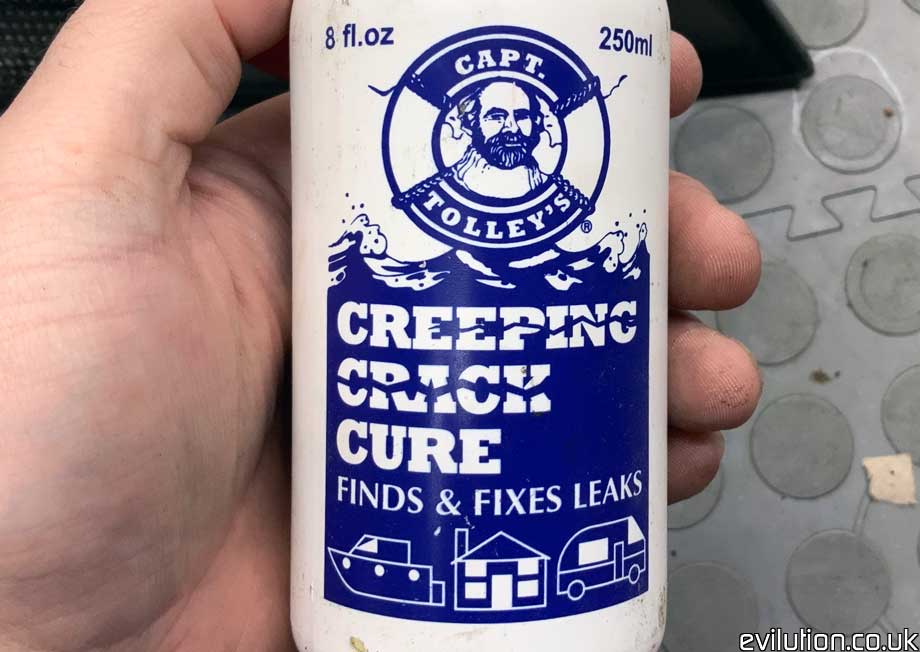 8 fl.oz
250ml
CAPT.
TOLLEY'S®
CREEPING
CRACK
CURE
FINDS & FIXES LEAKS
evilution.co.uk